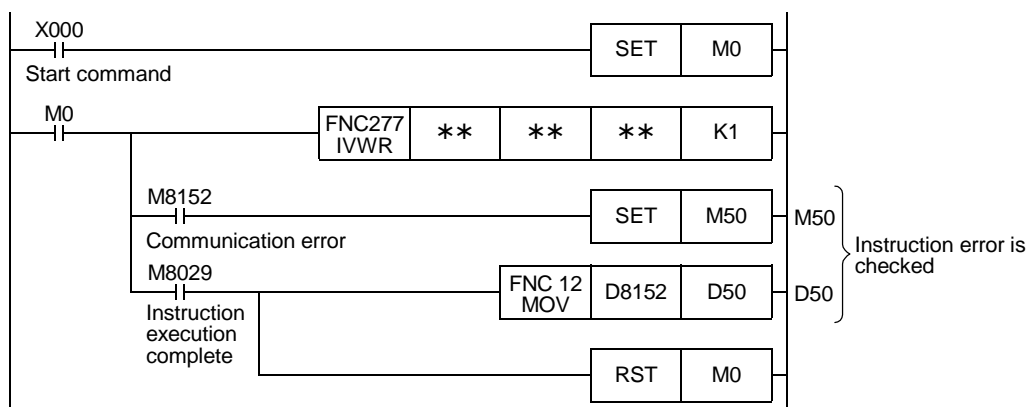 X000
SET M0
Start command
M0
FNC277 IVWR ** ** ** K1
M8152
SET M50 M50
Communication error
Instruction error is
checked
M8029
FNC 12 MOV D8152 D50 D50
Instruction
execution
complete
RST M0